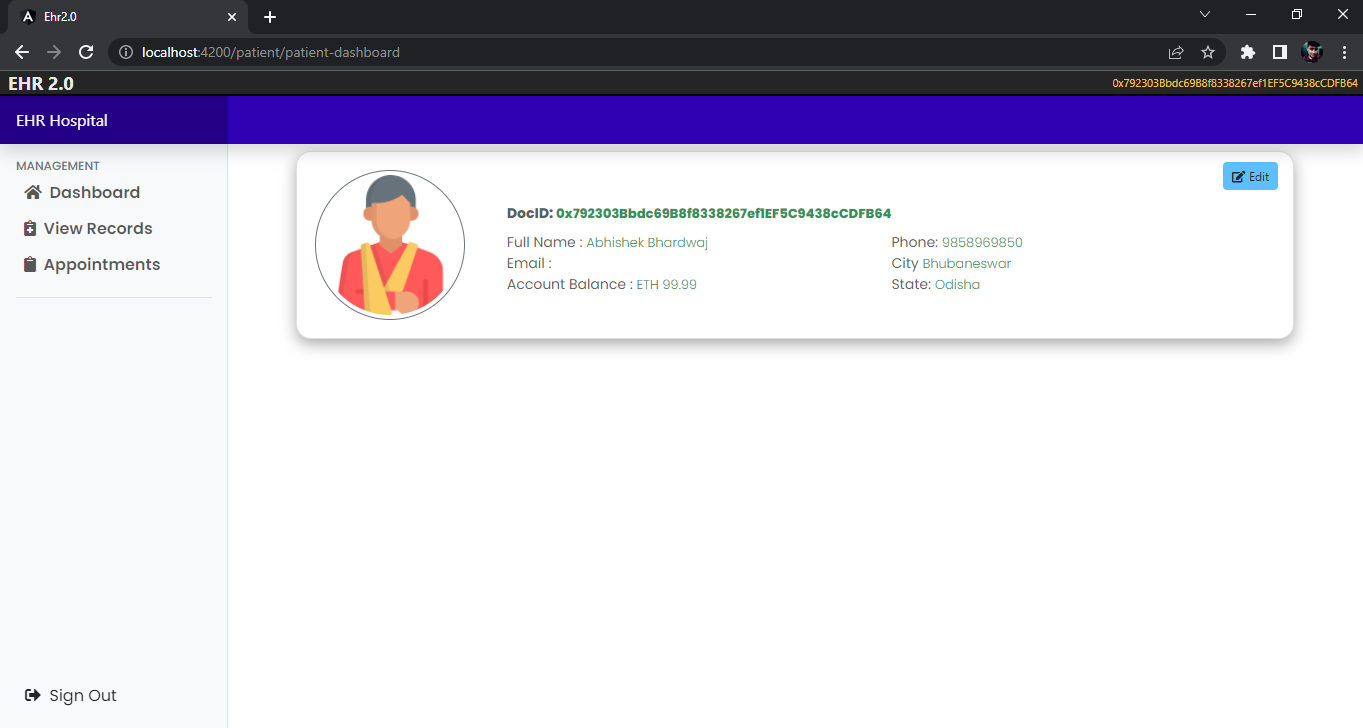 Ehr2.0
localhost:4200/patient/patient-dashboard
EHR 2.0
0x792303Bbdc69B8f8338267ef1EF5C9438cCDFB64
EHR Hospital
MANAGEMENT
Dashboard
View Records
Appointments
Sign Out
Edit
DocID: 0x792303Bbdc69B8f8338267ef1EF5C9438cCDFB64
Full Name : Abhishek Bhardwaj
Phone: 9858969850
Email :
City Bhubaneswar
Account Balance : ETH 99.99
State: Odisha